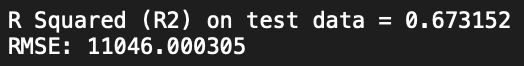 R Squared (R2) on test data = 0.673152
RMSE: 11046.000305